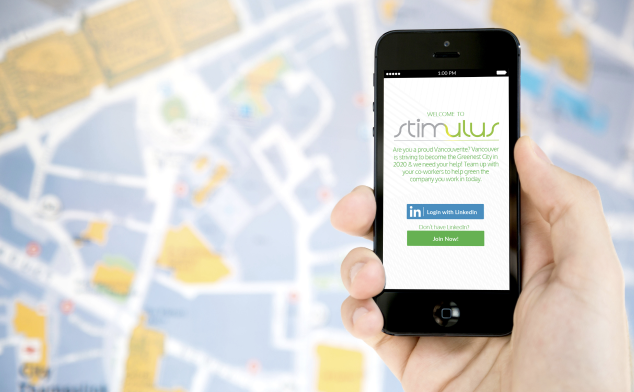 1:00 PM
WELCOME TO
stimulus
Are you a proud Vancouverite? Vancouver
is striving to become the Greenest City in
2020 & we need your help! Team up with
your co-workers to help green the
company you work in today.
in Login with LinkedIn
Don't have LinkedIn?
Join Now!
City